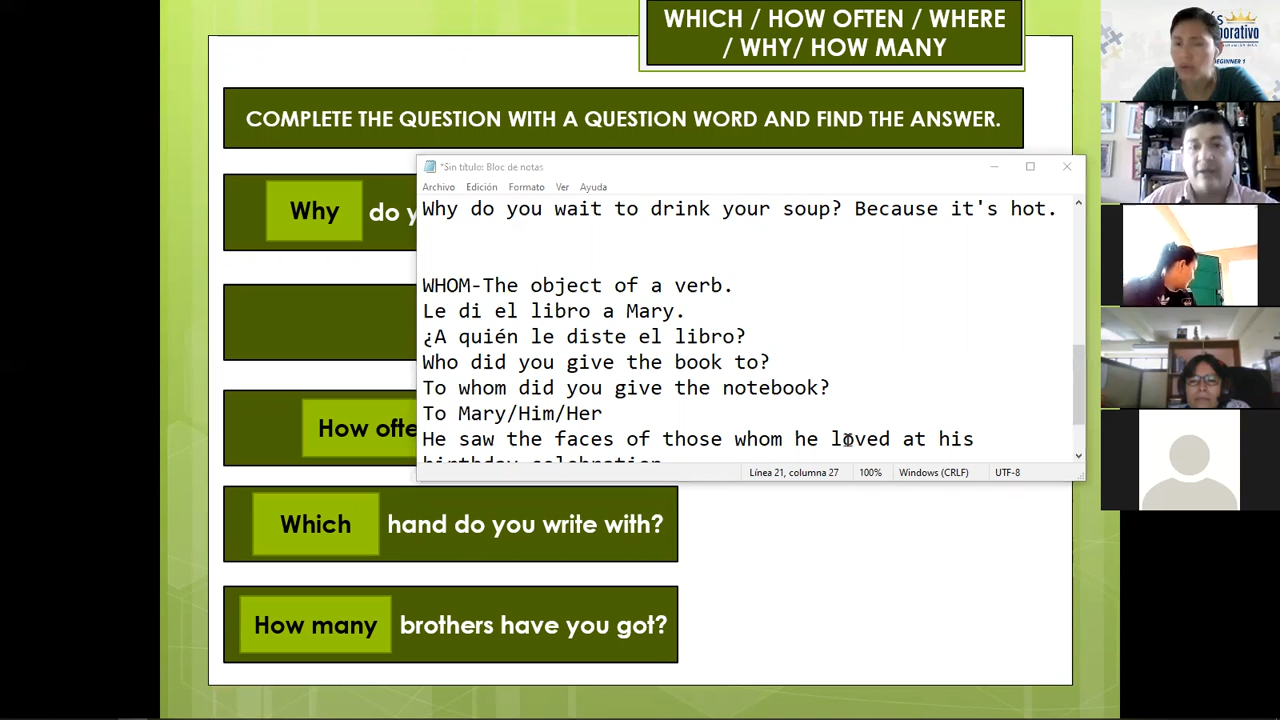 WHICH / HOW OFTEN / WHERE
/ WHY/ HOW MANY
COMPLETE THE QUESTION WITH A QUESTION WORD AND FIND THE ANSWER.
Why do y
*Sin título: Bloc de notas
Archivo Edición Formato Ver Ayuda
Why do you wait to drink your soup? Because it's hot.
WHOM-The object of a verb.
Le di el libro a Mary.
¿A quién le diste el libro?
Who did you give the book to?
To whom did you give the notebook?
To Mary/Him/Her
He saw the faces of those whom he loved at his
birthday celebration
Línea 21, columna 27 100% Windows (CRLF) UTF-8
How ofte
Which hand do you write with?
How many brothers have you got?